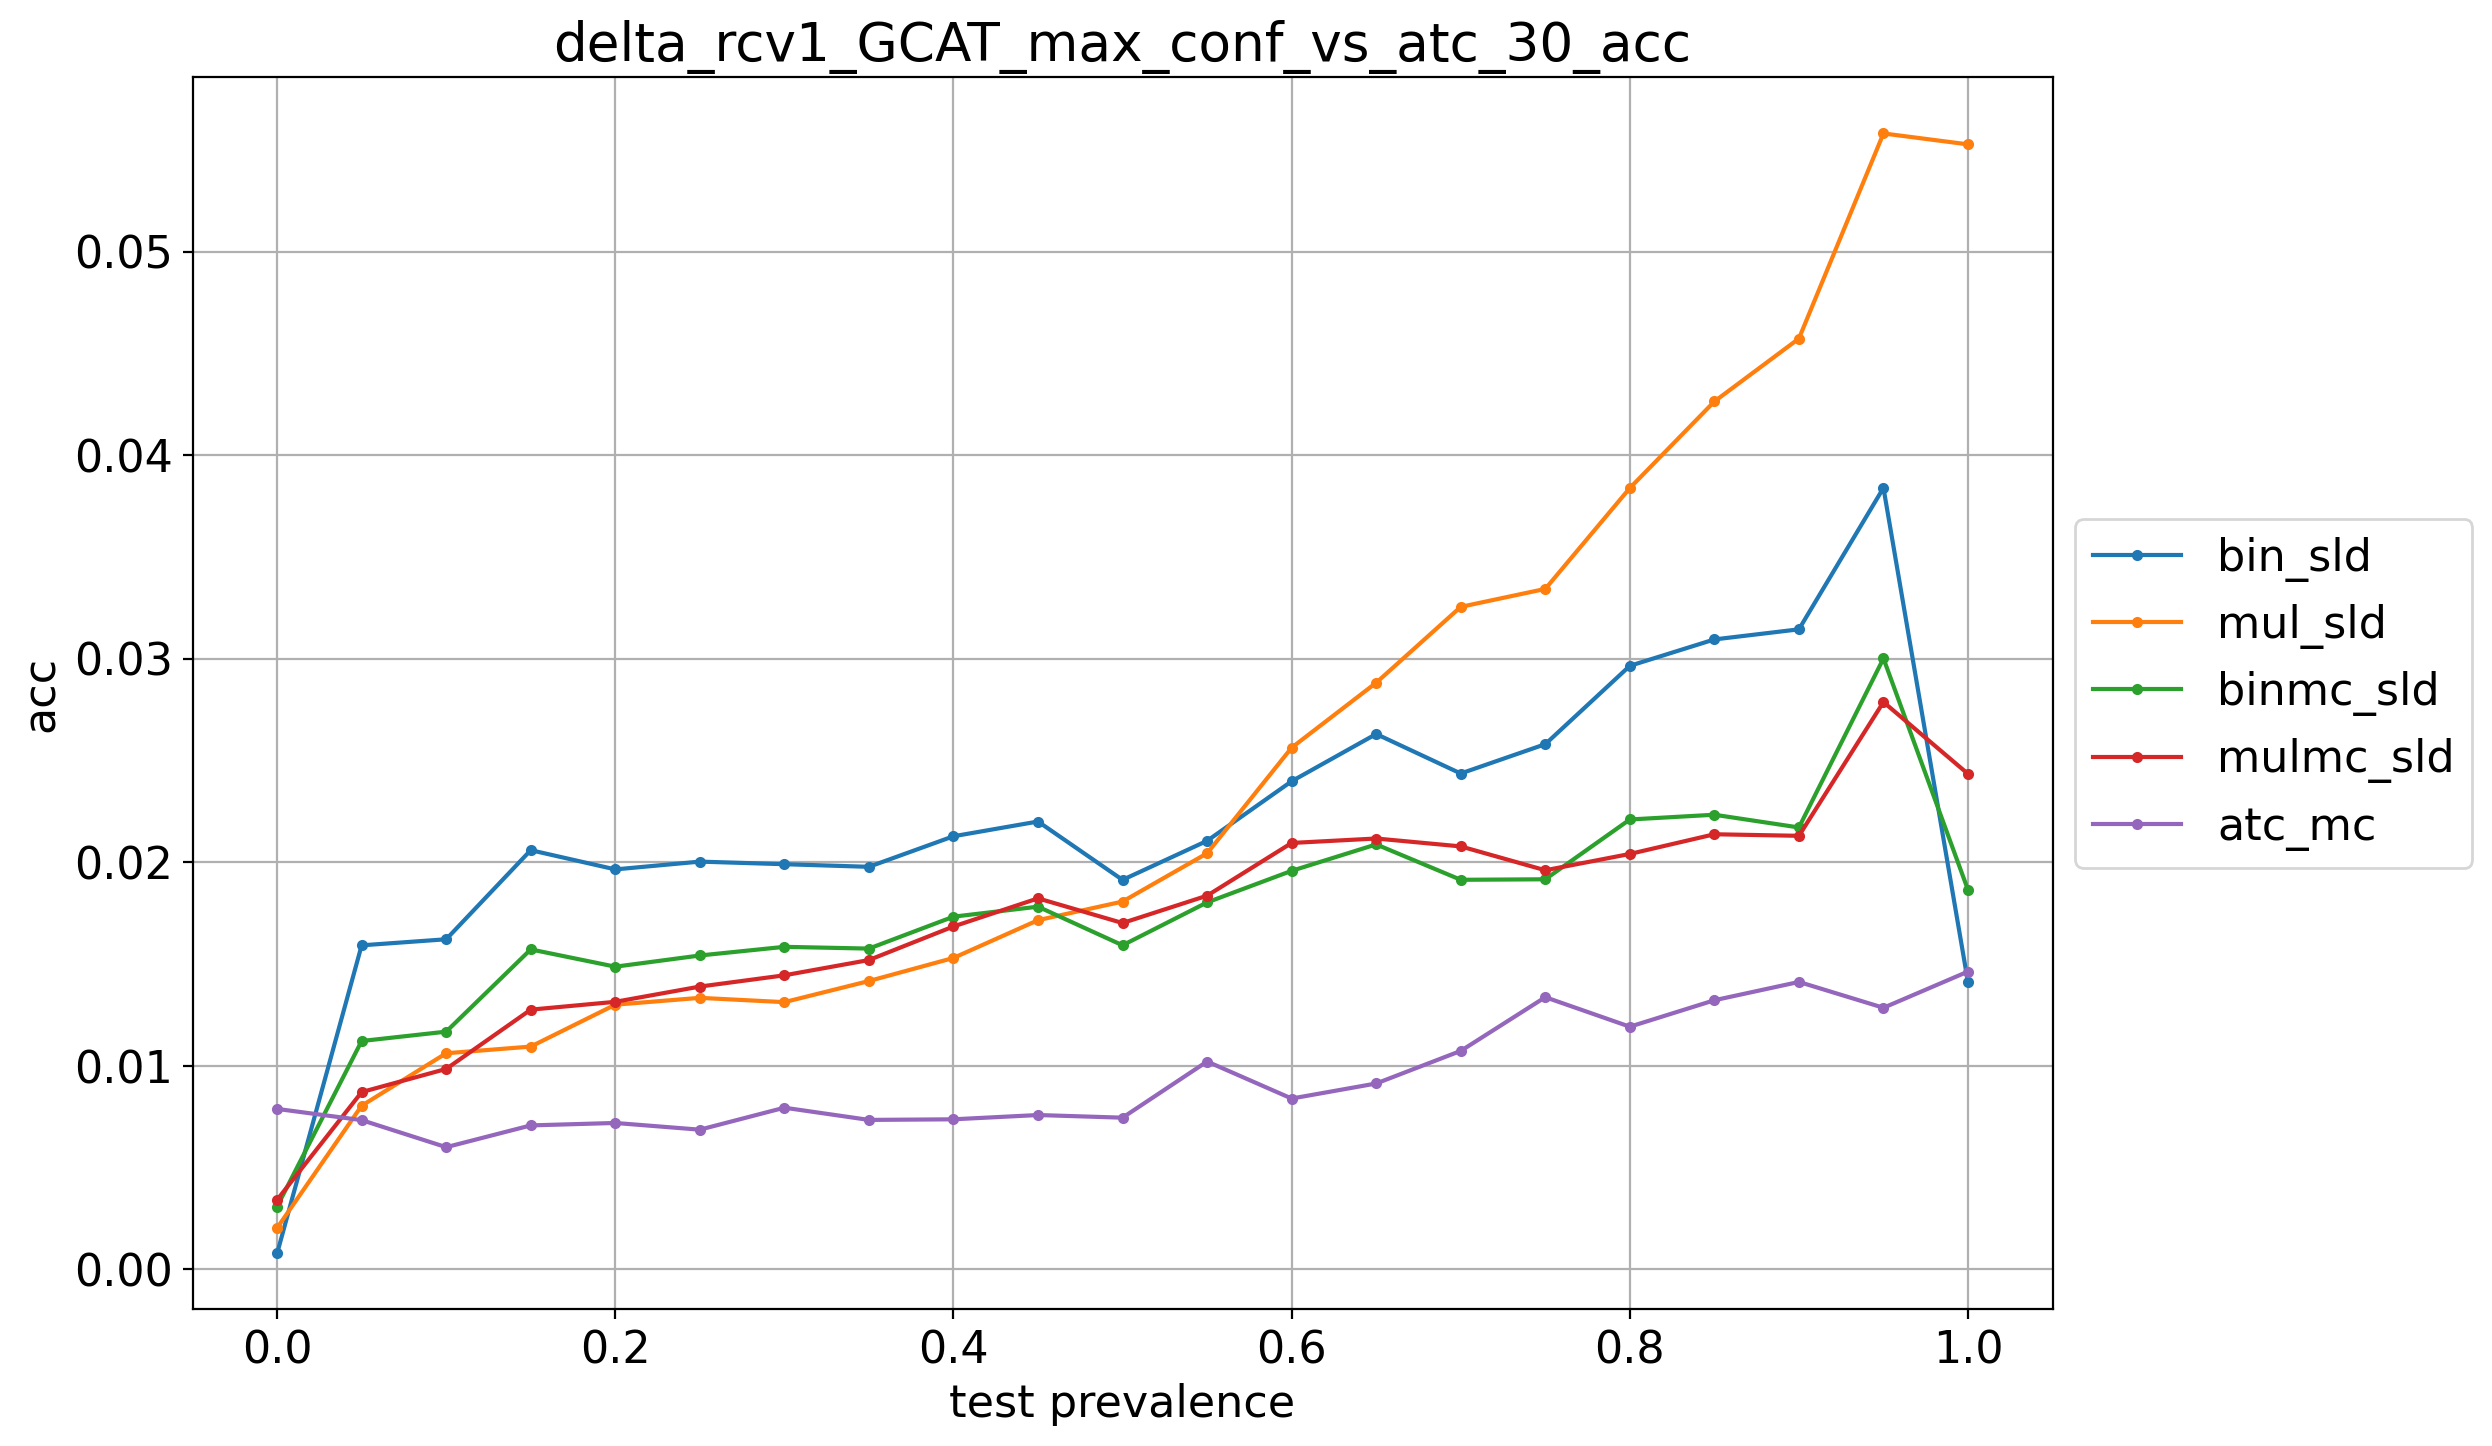 delta_rcv1_GCAT_max_conf_vs_atc_30_acc
acc
0.05
0.04
0.03
0.02
0.01
0.00
0.0 0.2 0.4 0.6 0.8 1.0
test prevalence
bin_sld
mul_sld
binmc_sld
mulmc_sld
atc_mc